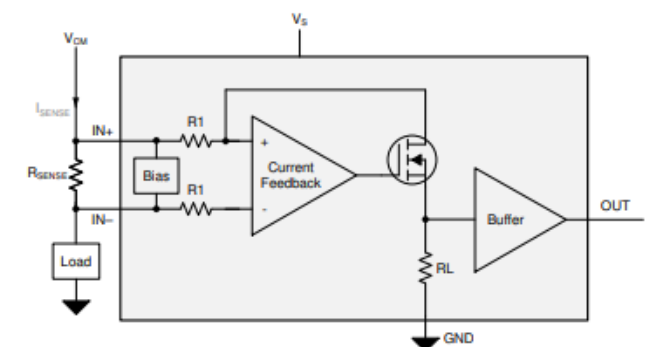 VS
VCM
ISENSE
IN+
R1
RSENSE
Bias
+
Current
Feedback
-
R1
IN–
Load
Buffer
OUT
RL
GND